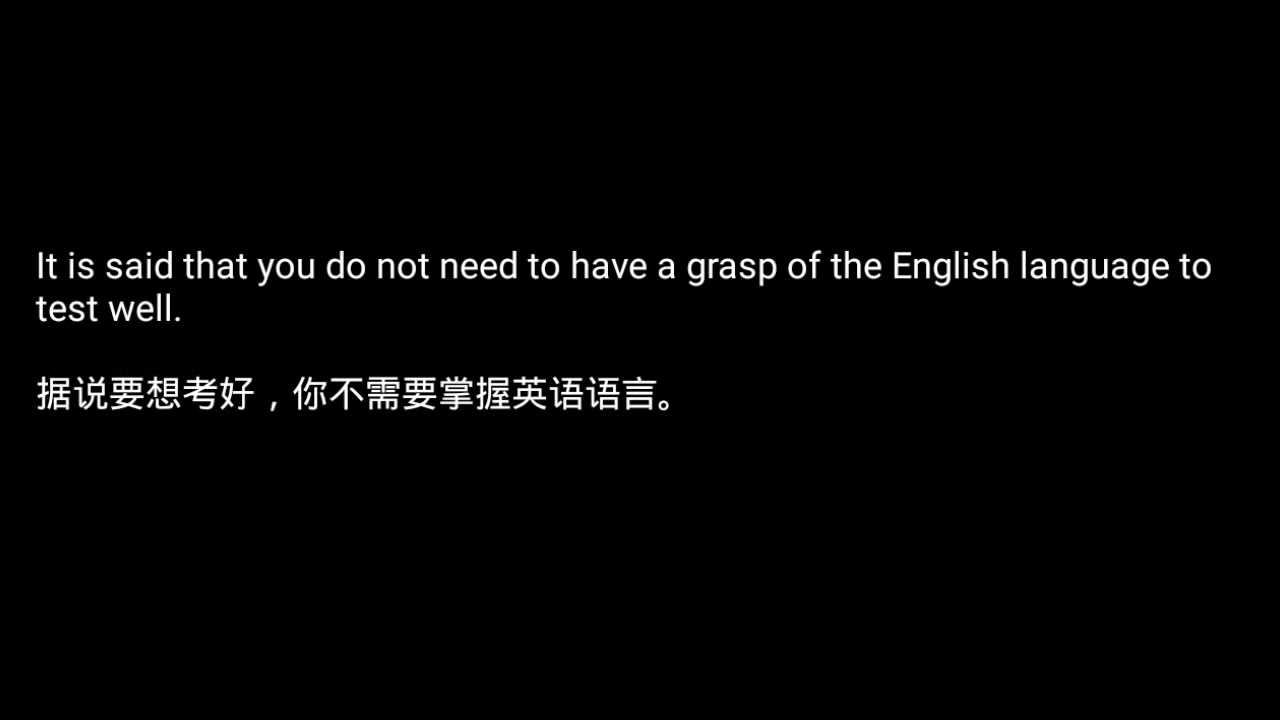 It is said that you do not need to have a grasp of the English language to
test well.
据说要想考好，你不需要掌握英语语言。